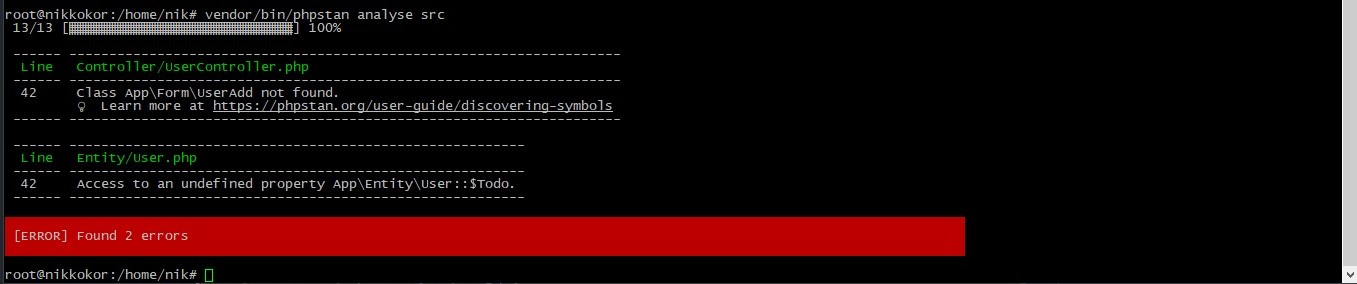 root@nikkokor:/home/nik# vendor/bin/phpstan analyse src
13/13 [▓▓▓▓▓▓▓▓▓▓▓▓▓▓▓▓▓▓▓▓▓▓▓▓▓▓▓▓] 100%
------ ---------------------------------------------------------------------
Line   Controller/UserController.php
------ ---------------------------------------------------------------------
42     Class App\Form\UserAdd not found.
💡 Learn more at https://phpstan.org/user-guide/discovering-symbols
------ ---------------------------------------------------------------------
------ ---------------------------------------------------------
Line   Entity/User.php
------ ---------------------------------------------------------
42     Access to an undefined property App\Entity\User::$Todo.
------ ---------------------------------------------------------
[ERROR] Found 2 errors
root@nikkokor:/home/nik#